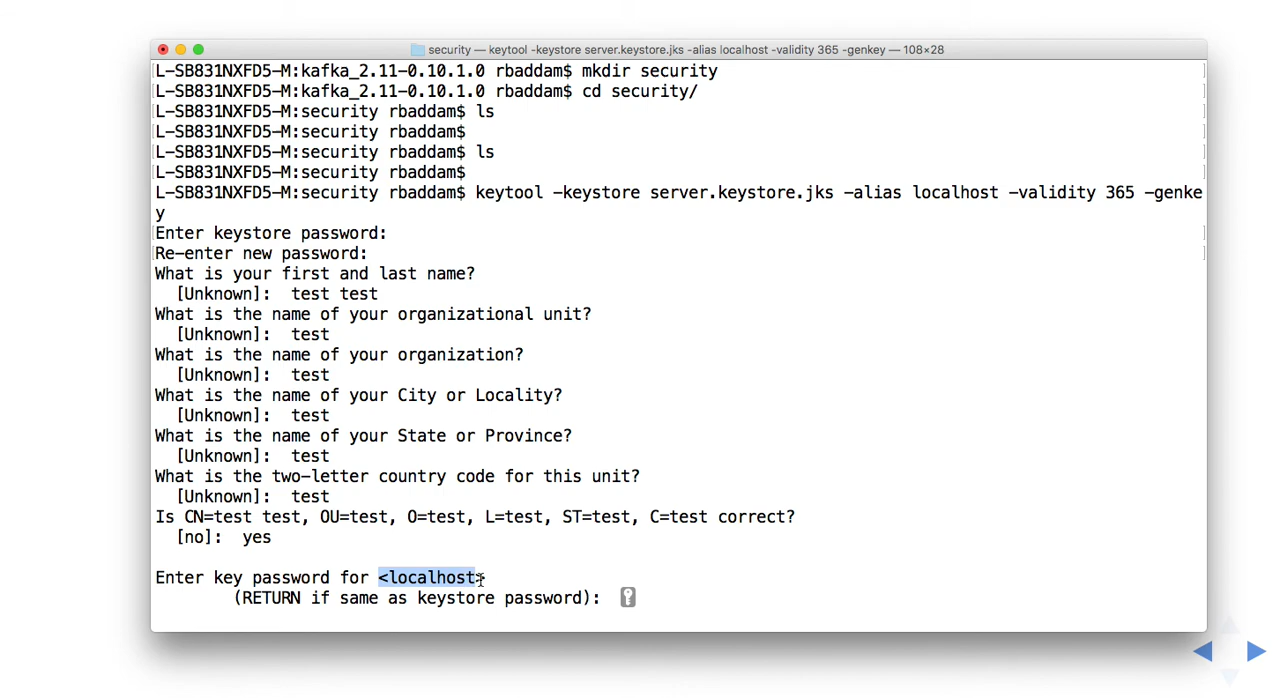 security — keytool -keystore server.keystore.jks -alias localhost -validity 365 -genkey — 108×28
L-SB831NXFD5-M:kafka_2.11-0.10.1.0 rbaddam$ mkdir security
L-SB831NXFD5-M:kafka_2.11-0.10.1.0 rbaddam$ cd security/
L-SB831NXFD5-M:security rbaddam$ ls
L-SB831NXFD5-M:security rbaddam$
L-SB831NXFD5-M:security rbaddam$ ls
L-SB831NXFD5-M:security rbaddam$
L-SB831NXFD5-M:security rbaddam$ keytool -keystore server.keystore.jks -alias localhost -validity 365 -genke
y
Enter keystore password:
Re-enter new password:
What is your first and last name?
[Unknown]:  test test
What is the name of your organizational unit?
[Unknown]:  test
What is the name of your organization?
[Unknown]:  test
What is the name of your City or Locality?
[Unknown]:  test
What is the name of your State or Province?
[Unknown]:  test
What is the two-letter country code for this unit?
[Unknown]:  test
Is CN=test test, OU=test, O=test, L=test, ST=test, C=test correct?
[no]:  yes
Enter key password for <localhost>
(RETURN if same as keystore password):